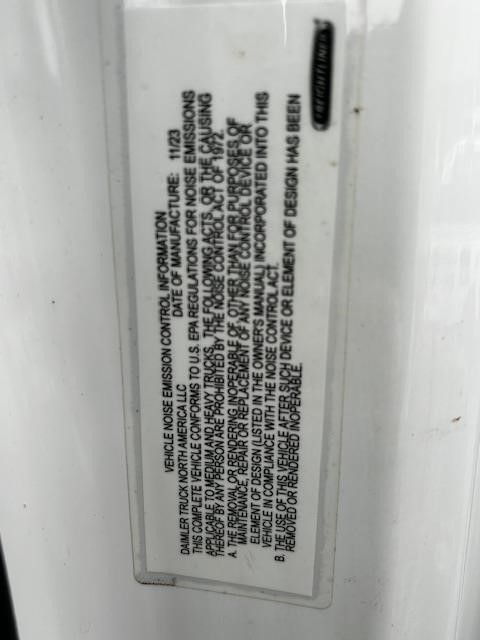 VEHICLE NOISE EMISSION CONTROL INFORMATION
DAIMLER TRUCK NORTH AMERICA LLC DATE OF MANUFACTURE: 11/23
THIS COMPLETE VEHICLE CONFORMS TO U.S. EPA REGULATIONS FOR NOISE EMISSIONS
APPLICABLE TO MEDIUM AND HEAVY TRUCKS. THE FOLLOWING ACTS OR THE CAUSING
THEREOF BY ANY PERSON ARE PROHIBITED BY THE NOISE CONTROL ACT OF 1972.
A. THE REMOVAL OR RENDERING INOPERABLE OF OTHER THAN FOR PURPOSES OF
MAINTENANCE, REPAIR OR REPLACEMENT OF ANY NOISE CONTROL DEVICE OR
ELEMENT OF DESIGN (LISTED IN THE OWNER'S MANUAL) INCORPORATED INTO THIS
VEHICLE IN COMPLIANCE WITH THE NOISE CONTROL ACT.
B. THE USE OF THIS VEHICLE AFTER SUCH DEVICE OR ELEMENT OF DESIGN HAS BEEN
REMOVED OR RENDERED INOPERABLE.
FREIGHTLINER